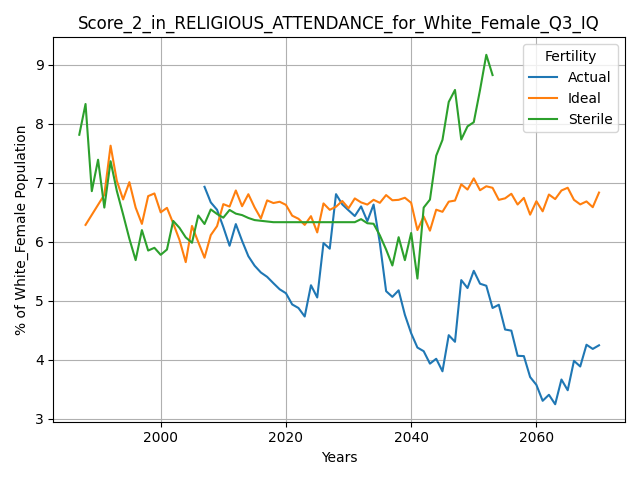 Score_2_in_RELIGIOUS_ATTENDANCE_for_White_Female_Q3_IQ
Fertility
Actual
Ideal
Sterile
% of White_Female Population
9
8
7
6
5
4
3
2000 2020 2040 2060
Years